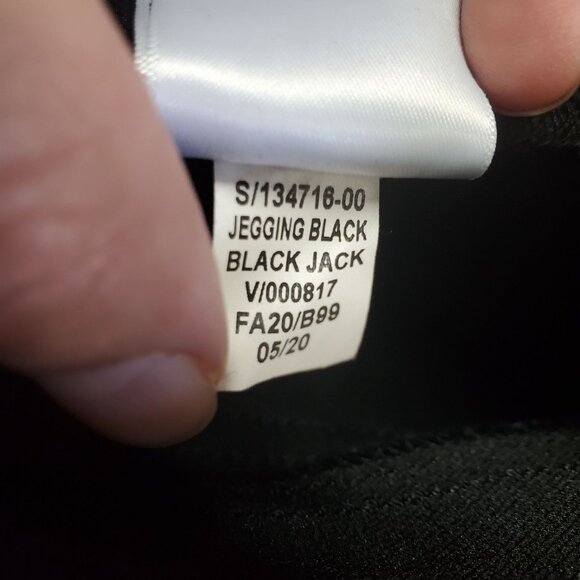 S/134716-00
JEGGING BLACK
BLACK JACK
V/000817
FA20/B99
05/20